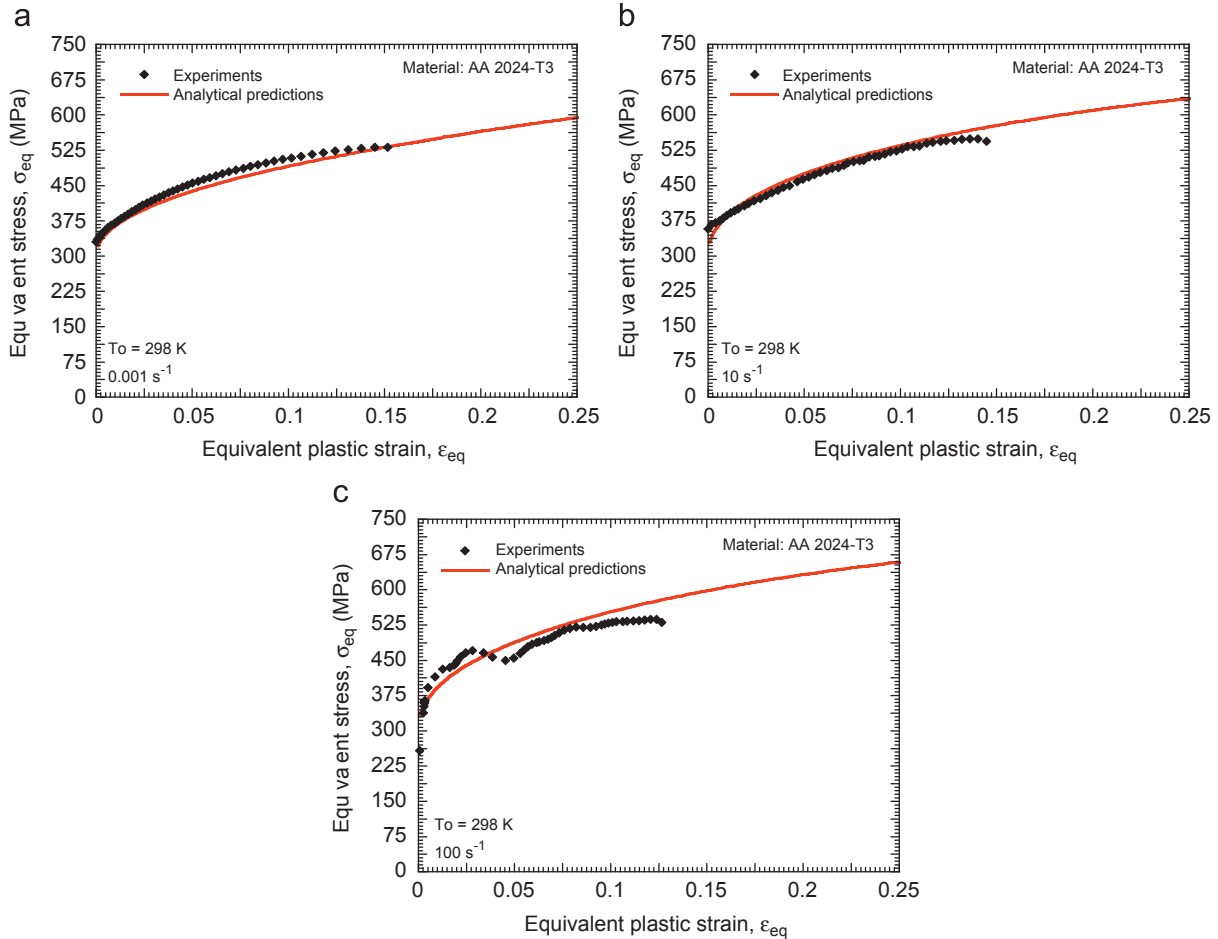 a
750
675
600
525
450
375
300
225
150
75
0
Equ va ent stress, σeq (MPa)
Experiments
Analytical predictions
Material: AA 2024-T3
To = 298 K
0.001 s-1
0
0.05
0.1
0.15
0.2
0.25
Equivalent plastic strain, εeq
b
750
675
600
525
450
375
300
225
150
75
0
Equ va ent stress, σeq (MPa)
Experiments
Analytical predictions
Material: AA 2024-T3
To = 298 K
10 s-1
0
0.05
0.1
0.15
0.2
0.25
Equivalent plastic strain, εeq
c
750
675
600
525
450
375
300
225
150
75
0
Equ va ent stress, σeq (MPa)
Experiments
Analytical predictions
Material: AA 2024-T3
To = 298 K
100 s-1
0
0.05
0.1
0.15
0.2
0.25
Equivalent plastic strain, εeq